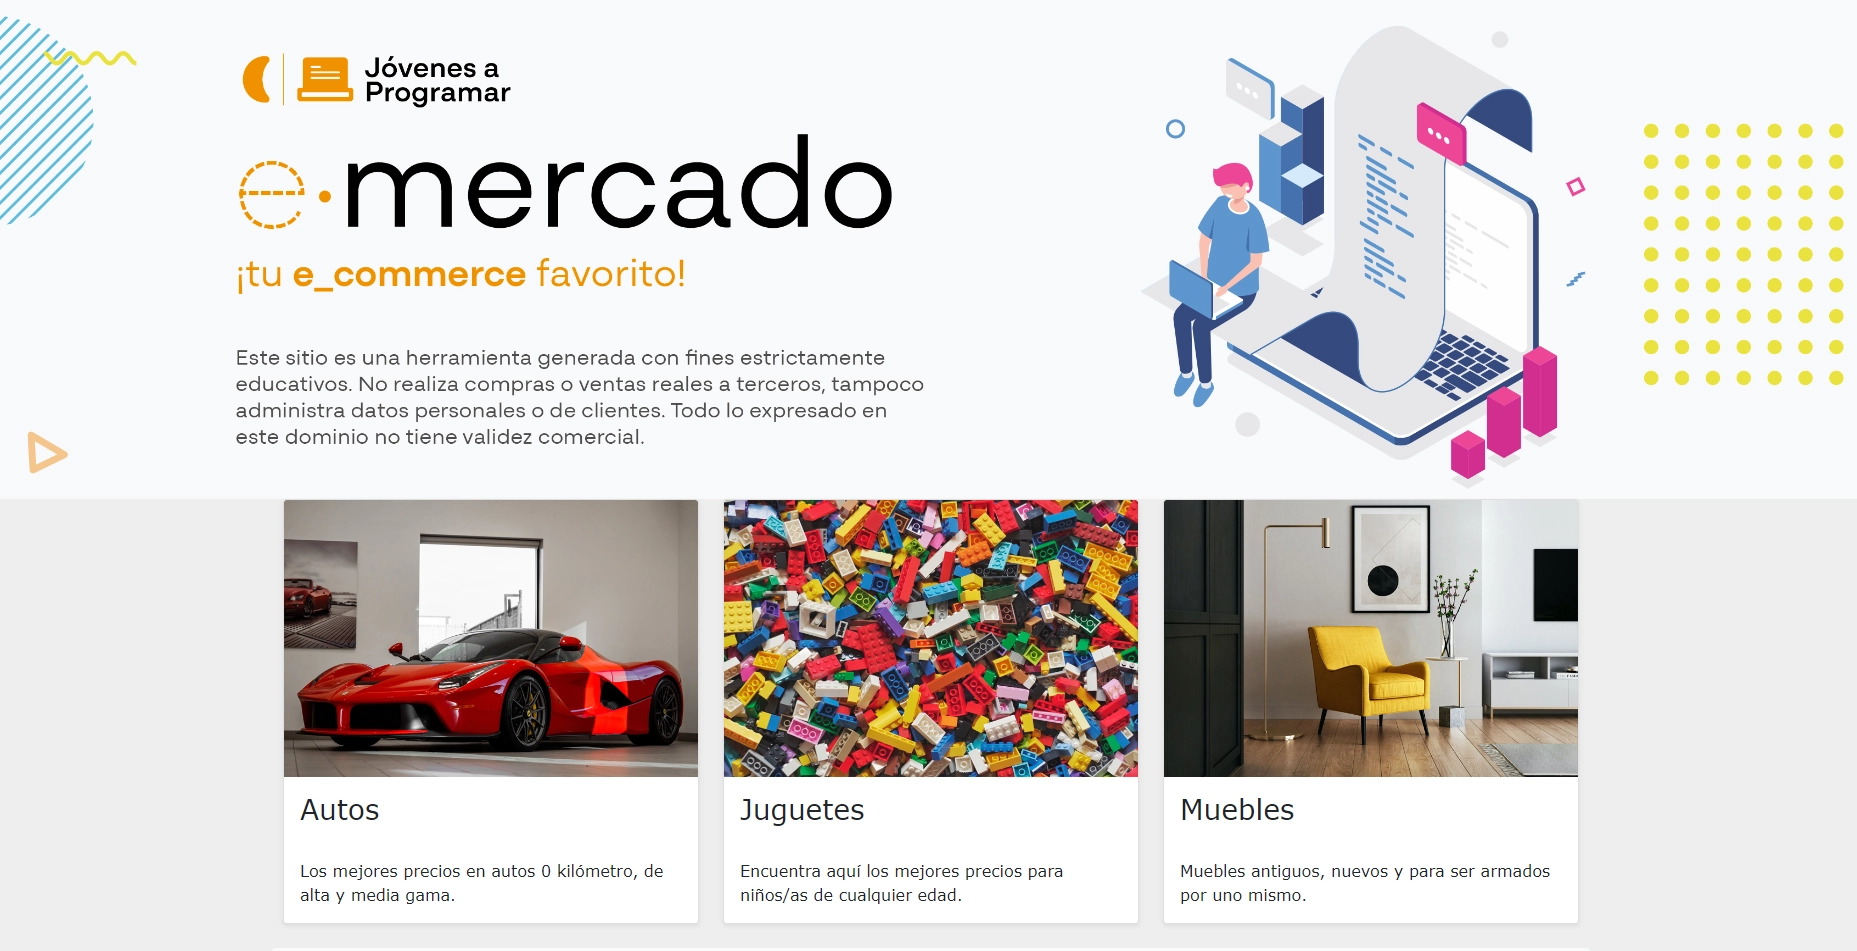 Jóvenes a
Programar
e·mercado
¡tu e_commerce favorito!
Este sitio es una herramienta generada con fines estrictamente
educativos. No realiza compras o ventas reales a terceros, tampoco
administra datos personales o de clientes. Todo lo expresado en
este dominio no tiene validez comercial.
Autos
Los mejores precios en autos 0 kilómetro, de
alta y media gama.
Juguetes
Encuentra aquí los mejores precios para
niños/as de cualquier edad.
Muebles
Muebles antiguos, nuevos y para ser armados
por uno mismo.